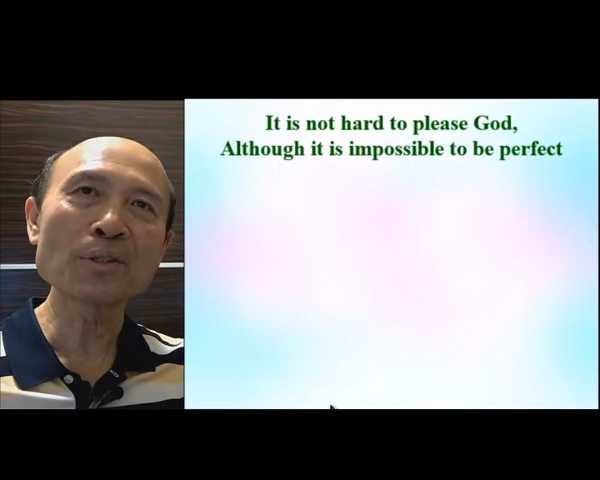 It is not hard to please God,
Although it is impossible to be perfect